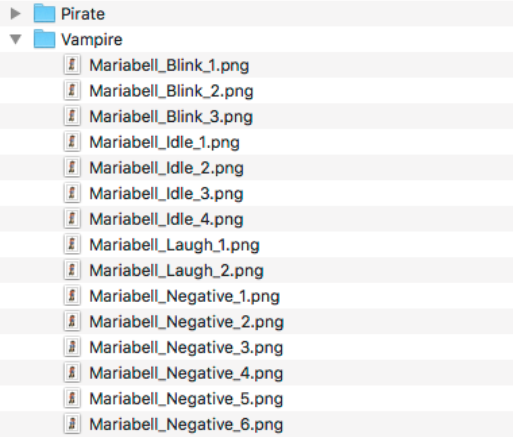 Pirate
Vampire
Mariabell_Blink_1.png
Mariabell_Blink_2.png
Mariabell_Blink_3.png
Mariabell_Idle_1.png
Mariabell_Idle_2.png
Mariabell_Idle_3.png
Mariabell_Idle_4.png
Mariabell_Laugh_1.png
Mariabell_Laugh_2.png
Mariabell_Negative_1.png
Mariabell_Negative_2.png
Mariabell_Negative_3.png
Mariabell_Negative_4.png
Mariabell_Negative_5.png
Mariabell_Negative_6.png